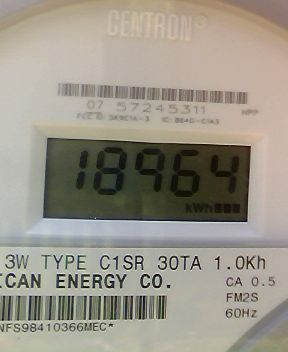 CENTRON®
07 57245311
18964
kWh
3W TYPE C1SR 30TA 1.0Kh
ICAN ENERGY CO. CA 0.5
FM2S
60Hz
NFS98410366MEC*